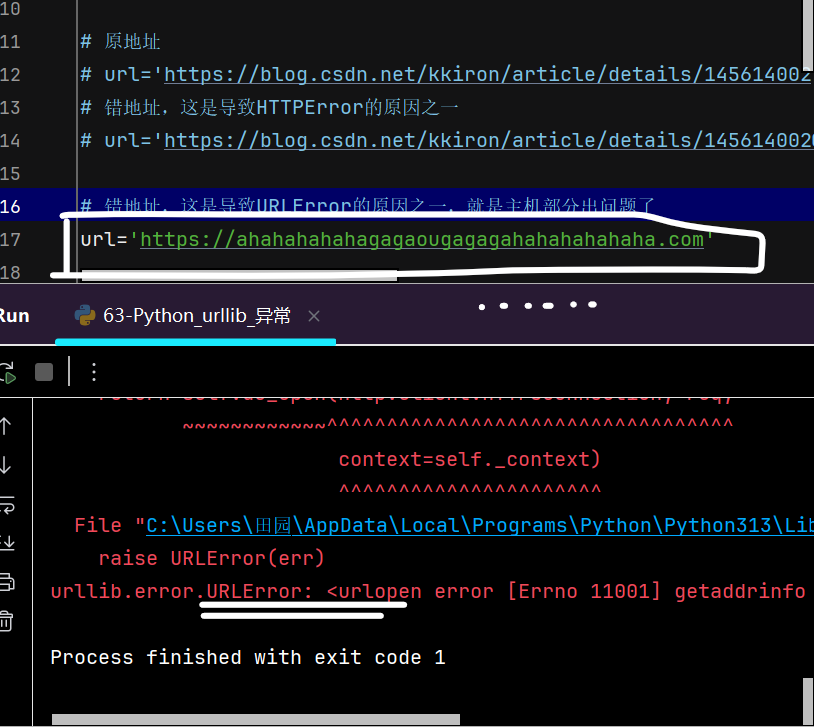 10
11 # 原地址
12 # url='https://blog.csdn.net/kkiron/article/details/145614002
13 # 错地址，这是导致HTTPError的原因之一
14 # url='https://blog.csdn.net/kkiron/article/details/145614002
15
16 # 错地址，这是导致URLError的原因之一，就是主机部分出问题了
17 url='https://ahahahahahagagaougagagahahahahahaha.com'
18
Run 63-Python_urllib_异常
~~~~~~~~~~~~^^^^^^^^^^^^^^^^^^^^^^^^^^^^^^^^^^
context=self._context)
^^^^^^^^^^^^^^^^^^^^^^
File "C:\Users\田园\AppData\Local\Programs\Python\Python313\Lib
raise URLError(err)
urllib.error.URLError: <urlopen error [Errno 11001] getaddrinfo
Process finished with exit code 1